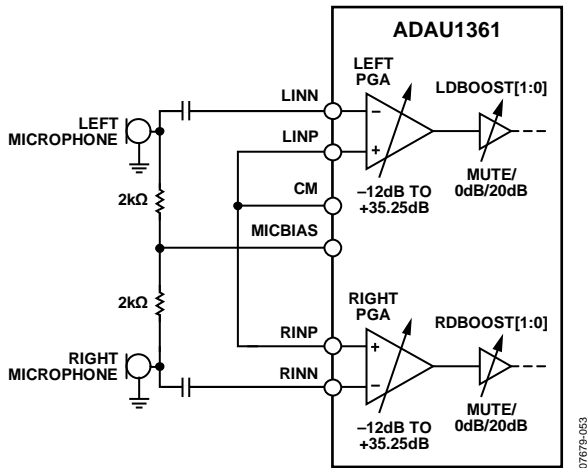 ADAU1361
LEFT
PGA
LDBOOST[1:0]
LINN
LEFT
MICROPHONE
LINP
MUTE/
0dB/20dB
–12dB TO
+35.25dB
CM
2kΩ
MICBIAS
2kΩ
RIGHT
PGA
RDBOOST[1:0]
RINP
RIGHT
MICROPHONE
RINN
MUTE/
0dB/20dB
–12dB TO
+35.25dB
07679-053